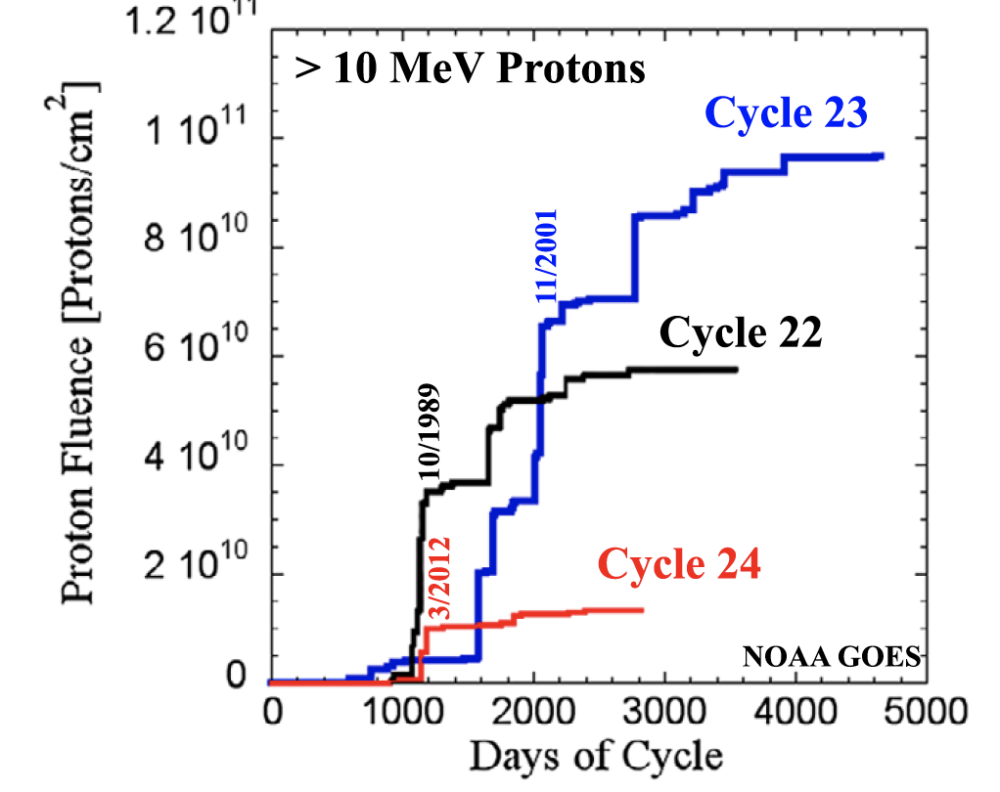 1.2 10¹¹
> 10 MeV Protons
Cycle 23
1 10¹¹
8 10¹⁰
11/2001
Proton Fluence [Protons/cm²]
6 10¹⁰
Cycle 22
10/1989
4 10¹⁰
3/2012
Cycle 24
2 10¹⁰
NOAA GOES
0
0 1000 2000 3000 4000 5000
Days of Cycle